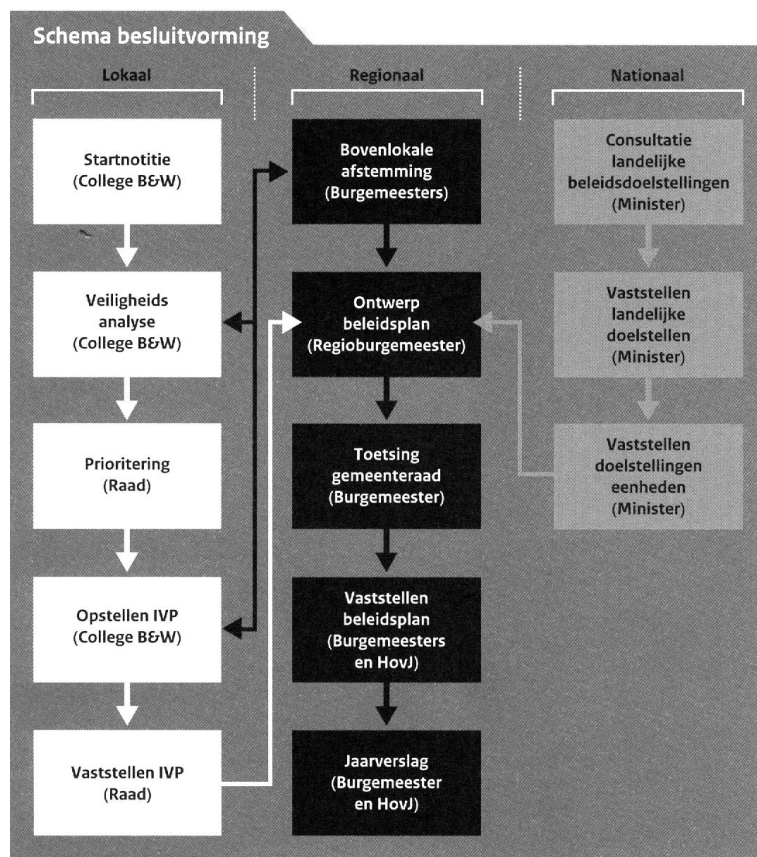 Schema besluitvorming
Lokaal
Regionaal
Nationaal
Startnotitie
(College B&W)
Veiligheids
analyse
(College B&W)
Prioritering
(Raad)
Opstellen IVP
(College B&W)
Vaststellen IVP
(Raad)
Bovenlokale
afstemming
(Burgemeesters)
Ontwerp
beleidsplan
(Regioburgemeester)
Toetsing
gemeenteraad
(Burgemeester)
Vaststellen
beleidsplan
(Burgemeesters
en HovJ)
Jaarverslag
(Burgemeester
en HovJ)
Consultatie
landelijke
beleidsdoelstellingen
(Minister)
Vaststellen
landelijke
doelstellen
(Minister)
Vaststellen
doelstellingen
eenheden
(Minister)